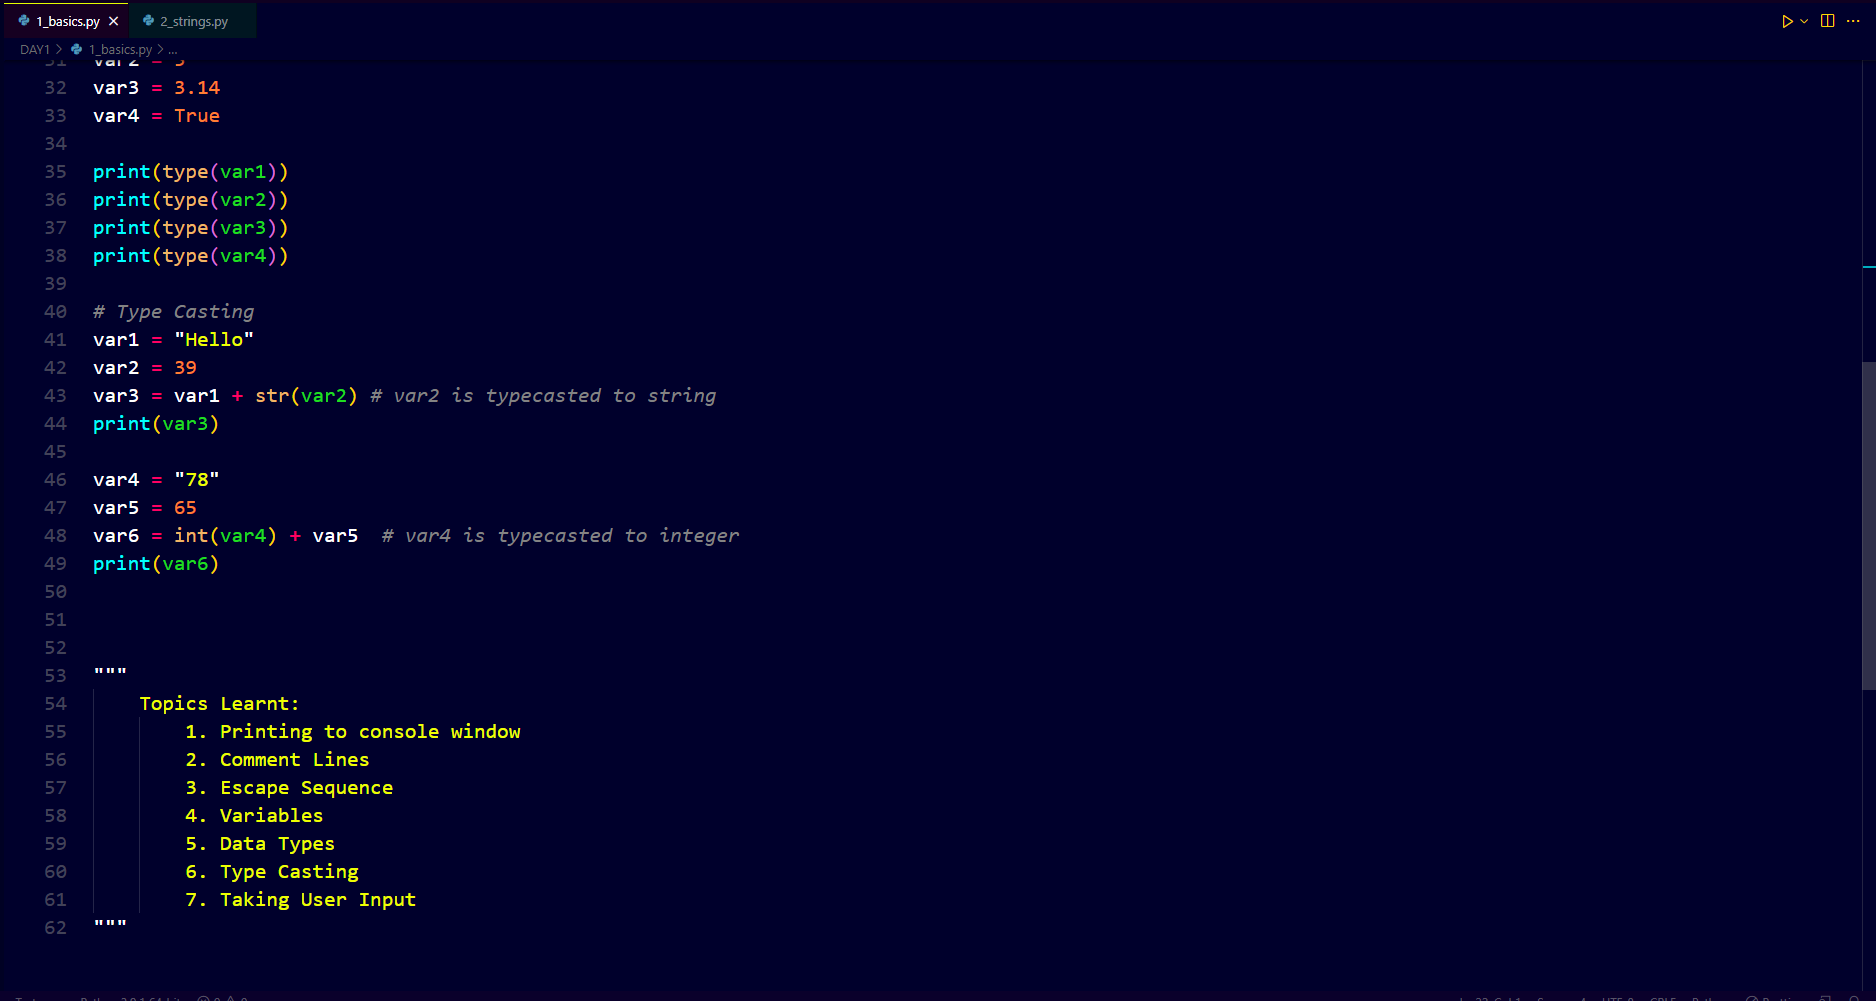 1_basics.py
2_strings.py
DAY1 > 1_basics.py > ...
31 var2 = 5
32 var3 = 3.14
33 var4 = True
34
35 print(type(var1))
36 print(type(var2))
37 print(type(var3))
38 print(type(var4))
39
40 # Type Casting
41 var1 = "Hello"
42 var2 = 39
43 var3 = var1 + str(var2) # var2 is typecasted to string
44 print(var3)
45
46 var4 = "78"
47 var5 = 65
48 var6 = int(var4) + var5  # var4 is typecasted to integer
49 print(var6)
50
51
52
53 """
54     Topics Learnt:
55         1. Printing to console window
56         2. Comment Lines
57         3. Escape Sequence
58         4. Variables
59         5. Data Types
60         6. Type Casting
61         7. Taking User Input
62 """